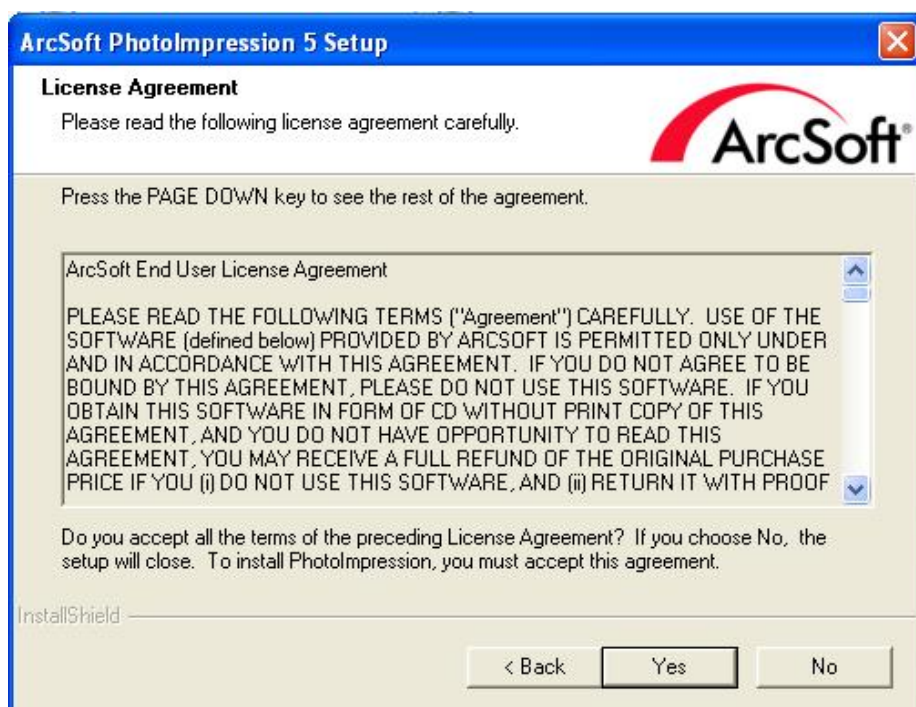 ArcSoft PhotoImpression 5 Setup
License Agreement
Please read the following license agreement carefully.
ArcSoft®
Press the PAGE DOWN key to see the rest of the agreement.
ArcSoft End User License Agreement
PLEASE READ THE FOLLOWING TERMS ("Agreement") CAREFULLY.  USE OF THE
SOFTWARE (defined below) PROVIDED BY ARCSOFT IS PERMITTED ONLY UNDER
AND IN ACCORDANCE WITH THIS AGREEMENT.  IF YOU DO NOT AGREE TO BE
BOUND BY THIS AGREEMENT, PLEASE DO NOT USE THIS SOFTWARE.  IF YOU
OBTAIN THIS SOFTWARE IN FORM OF CD WITHOUT PRINT COPY OF THIS
AGREEMENT, AND YOU DO NOT HAVE OPPORTUNITY TO READ THIS
AGREEMENT, YOU MAY RECEIVE A FULL REFUND OF THE ORIGINAL PURCHASE
PRICE IF YOU (i) DO NOT USE THIS SOFTWARE, AND (ii) RETURN IT WITH PROOF
Do you accept all the terms of the preceding License Agreement?  If you choose No,  the
setup will close.  To install PhotoImpression, you must accept this agreement.
InstallShield
< Back
Yes
No